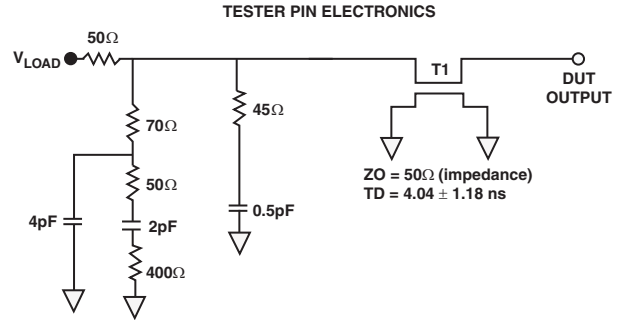 TESTER PIN ELECTRONICS
50Ω
VLOAD
T1
DUT
OUTPUT
70Ω
45Ω
50Ω
ZO = 50Ω (impedance)
TD = 4.04 ± 1.18 ns
4pF
2pF
0.5pF
400Ω